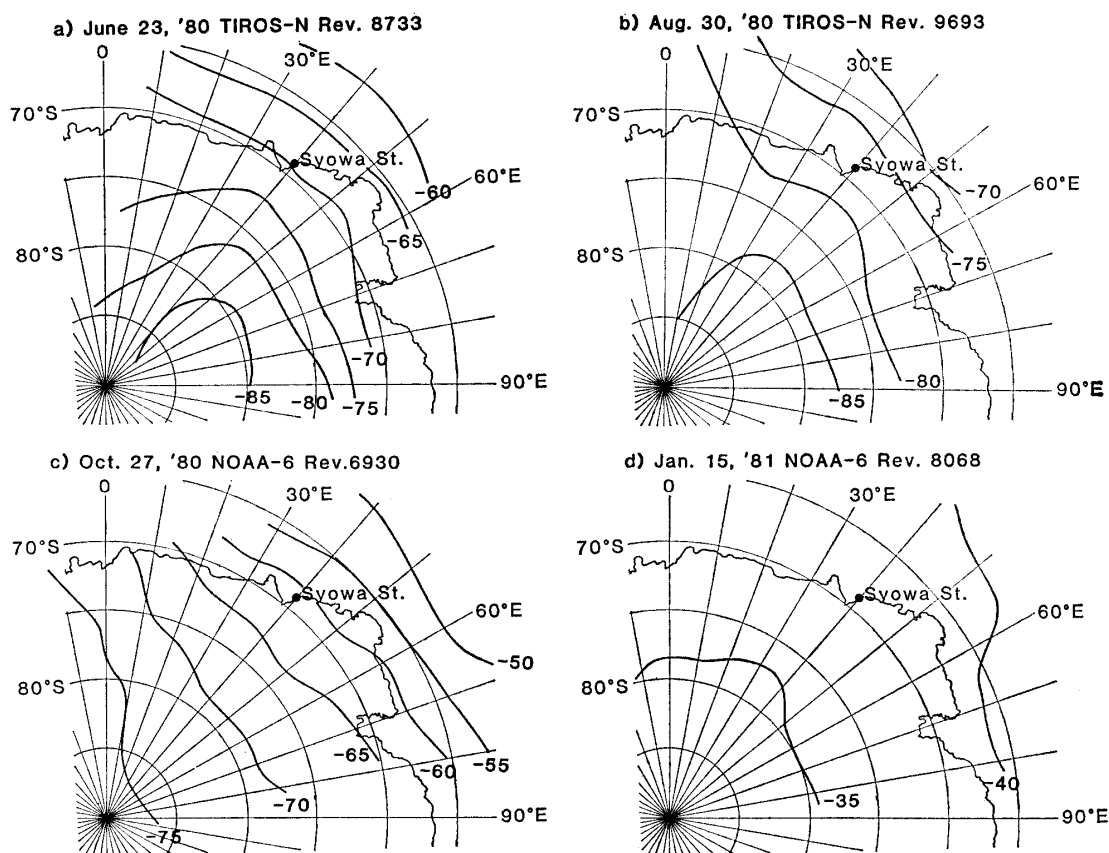 a) June 23, '80 TIROS-N Rev. 8733
0
30°E
70°S
Syowa St.
-60
60°E
-65
80°S
-70
-85
-80
-75
90°E
b) Aug. 30, '80 TIROS-N Rev. 9693
0
30°E
70°S
Syowa St.
60°E
-70
80°S
-75
-80
-85
90°E
c) Oct. 27, '80 NOAA-6 Rev.6930
0
30°E
70°S
Syowa St.
60°E
-50
80°S
-65
-60
-55
-70
-75
90°E
d) Jan. 15, '81 NOAA-6 Rev. 8068
0
30°E
70°S
Syowa St.
60°E
80°S
-40
-35
90°E